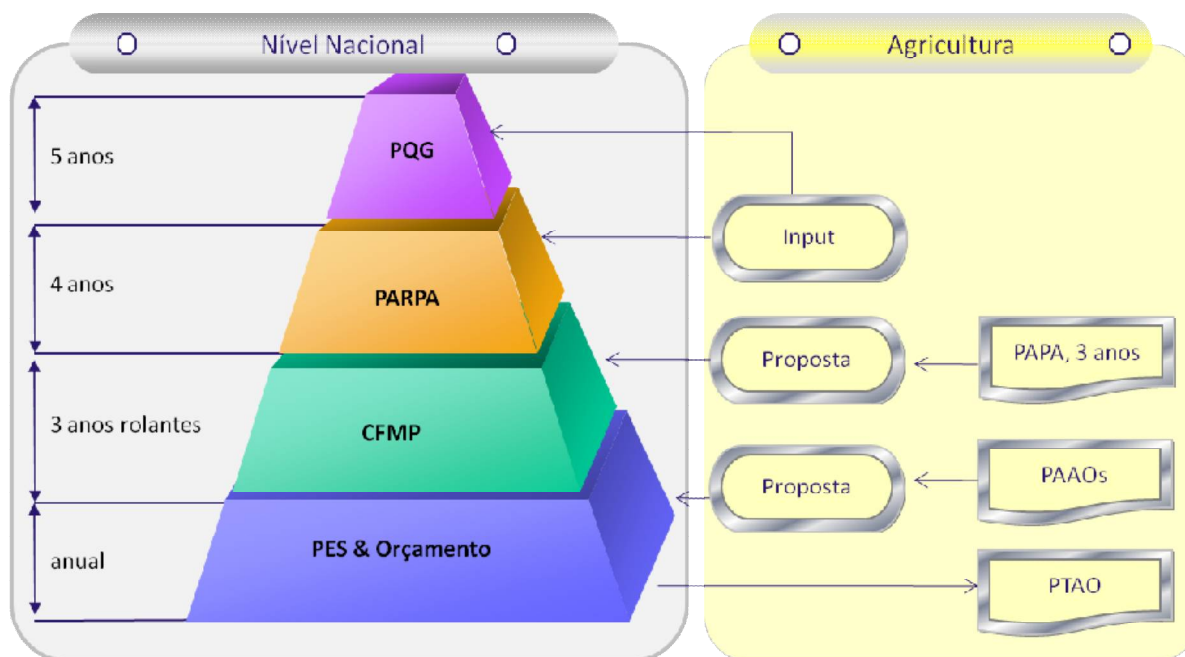 Nível Nacional
Agricultura
5 anos
PQG
Input
4 anos
PARPA
Proposta
PAPA, 3 anos
3 anos rolantes
CFMP
Proposta
PAAOs
anual
PES & Orçamento
PTAO